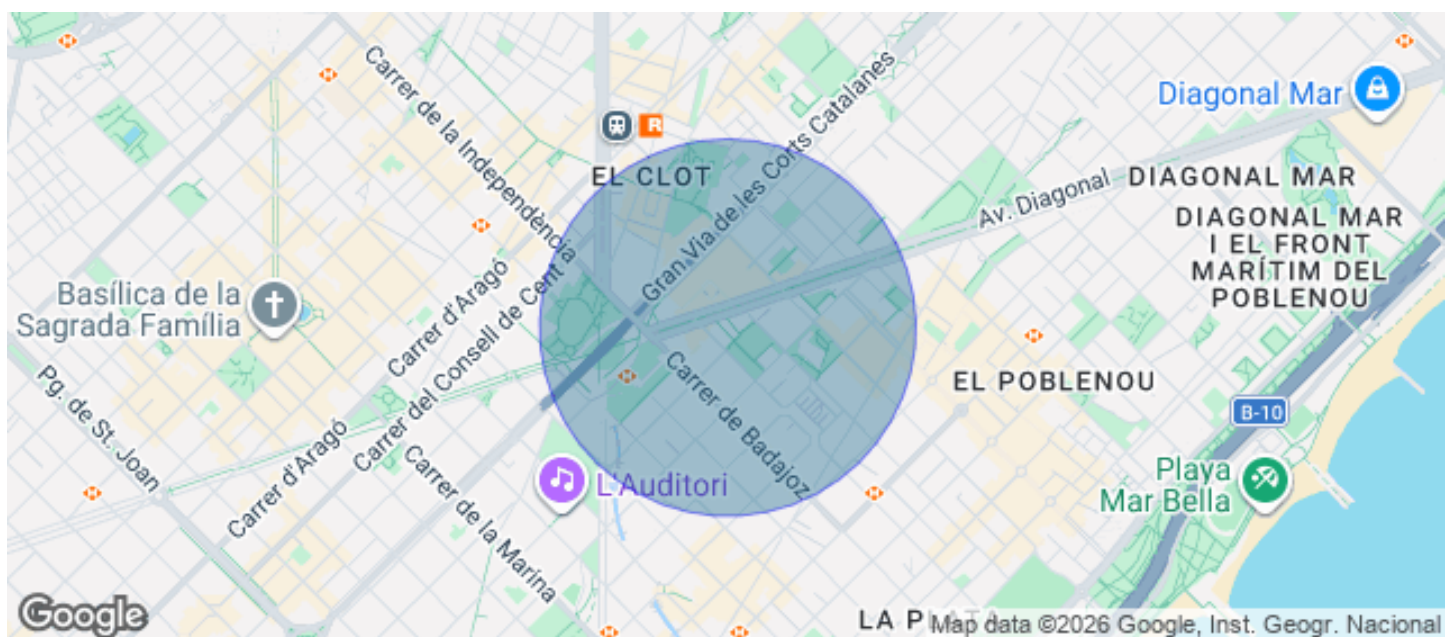 Carrer de la Independència
Gran Via de les Corts Catalanes
Diagonal Mar
R
EL CLOT
Av. Diagonal
DIAGONAL MAR
DIAGONAL MAR
I EL FRONT
MARÍTIM DEL
POBLENOU
Basílica de la
Sagrada Família
Carrer d'Aragó
Carrer del Consell de Cent
Pg. de St. Joan
Carrer de Badajoz
EL POBLENOU
B-10
Carrer d'Aragó
Carrer de la Marina
L'Auditori
Playa
Mar Bella
Google
LA P
Map data ©2026 Google, Inst. Geogr. Nacional